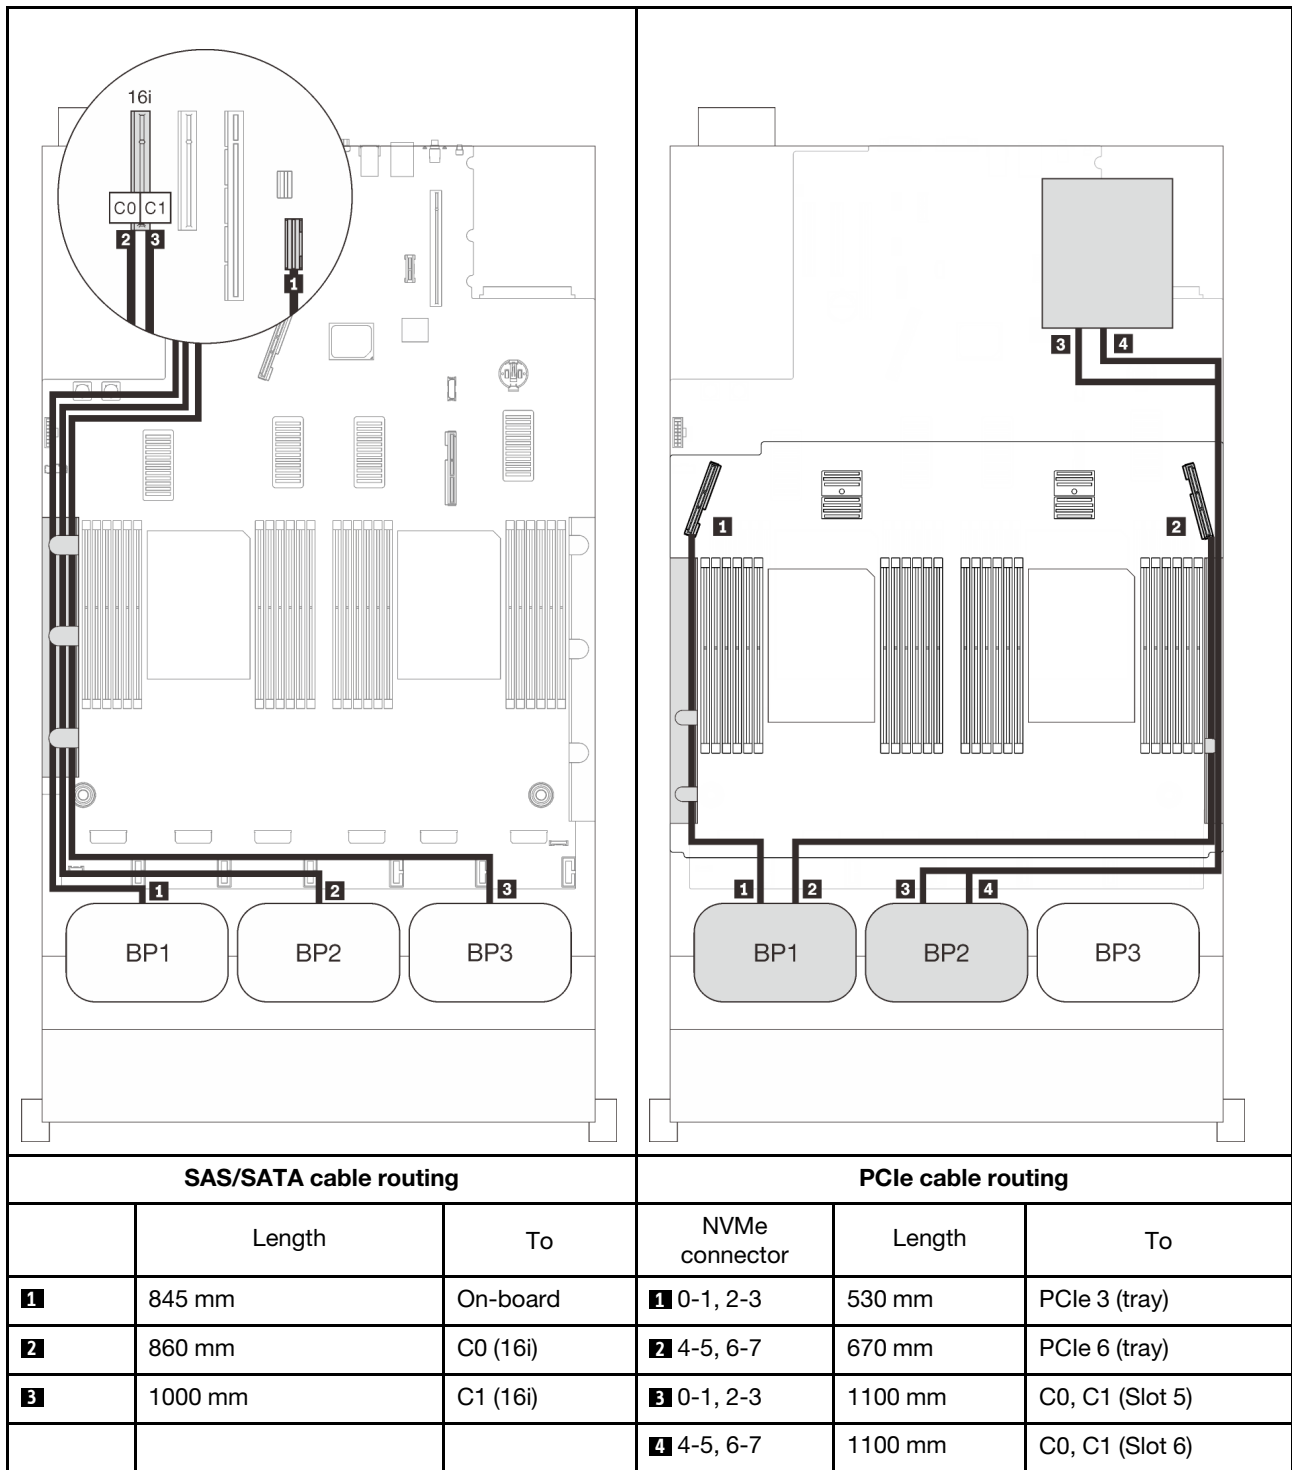 16i
C0 C1
2 3
1
1 2 3
BP1 BP2 BP3
3 4
1 2
1 2 3 4
BP1 BP2 BP3
SAS/SATA cable routing
PCIe cable routing
Length To
NVMe connector Length To
1 845 mm On-board
1 0-1, 2-3 530 mm PCIe 3 (tray)
2 860 mm C0 (16i)
2 4-5, 6-7 670 mm PCIe 6 (tray)
3 1000 mm C1 (16i)
3 0-1, 2-3 1100 mm C0, C1 (Slot 5)
4 4-5, 6-7 1100 mm C0, C1 (Slot 6)